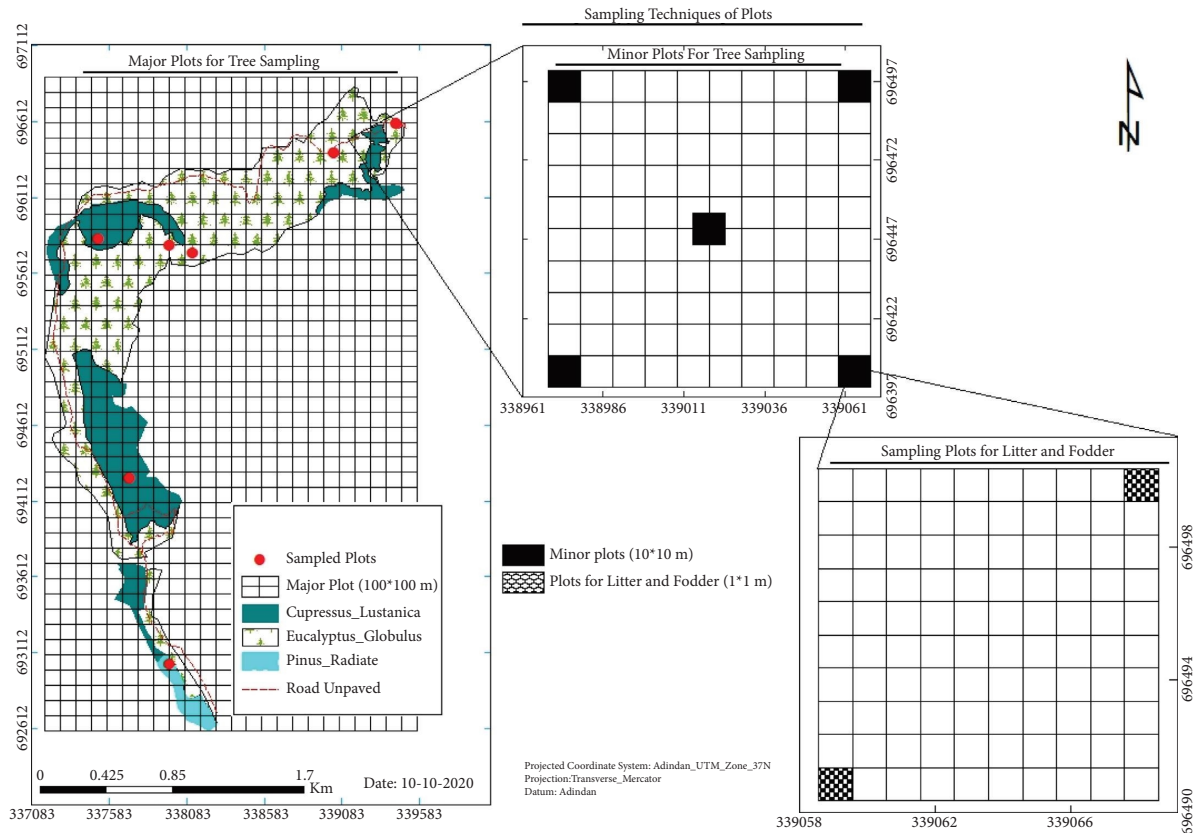 Sampling Techniques of Plots
Major Plots for Tree Sampling
697112
696612
696112
695612
695112
694612
694112
693612
693112
692612
Sampled Plots
Major Plot (100*100 m)
Cupressus_Lustanica
Eucalyptus_Globulus
Pinus_Radiate
Road Unpaved
0 0.425 0.85 1.7
Km
Date: 10-10-2020
337083 337583 338083 338583 339083 339583
Minor Plots For Tree Sampling
696497
696472
696447
696422
696397
338961 338986 339011 339036 339061
N
Minor plots (10*10 m)
Plots for Litter and Fodder (1*1 m)
Sampling Plots for Litter and Fodder
696498
696494
696490
339058 339062 339066
Projected Coordinate System: Adindan_UTM_Zone_37N
Projection:Transverse_Mercator
Datum: Adindan